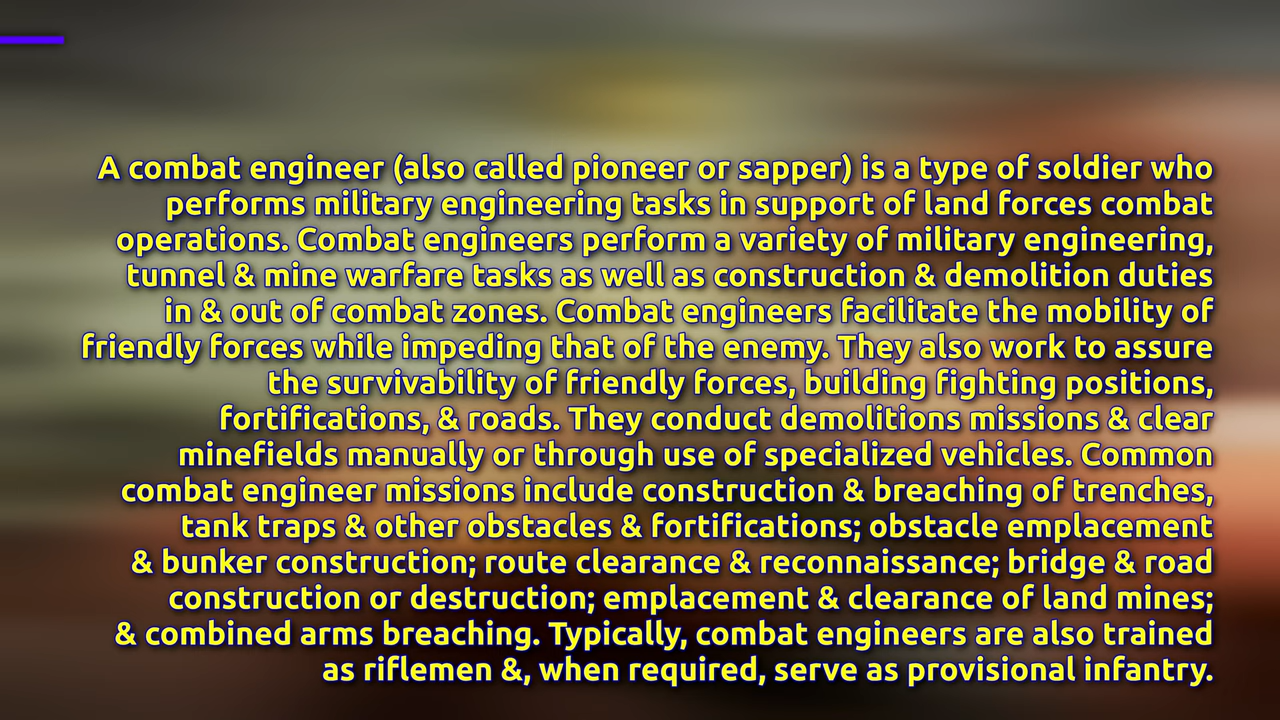 A combat engineer (also called pioneer or sapper) is a type of soldier who
performs military engineering tasks in support of land forces combat
operations. Combat engineers perform a variety of military engineering,
tunnel & mine warfare tasks as well as construction & demolition duties
in & out of combat zones. Combat engineers facilitate the mobility of
friendly forces while impeding that of the enemy. They also work to assure
the survivability of friendly forces, building fighting positions,
fortifications, & roads. They conduct demolitions missions & clear
minefields manually or through use of specialized vehicles. Common
combat engineer missions include construction & breaching of trenches,
tank traps & other obstacles & fortifications; obstacle emplacement
& bunker construction; route clearance & reconnaissance; bridge & road
construction or destruction; emplacement & clearance of land mines;
& combined arms breaching. Typically, combat engineers are also trained
as riflemen &, when required, serve as provisional infantry.